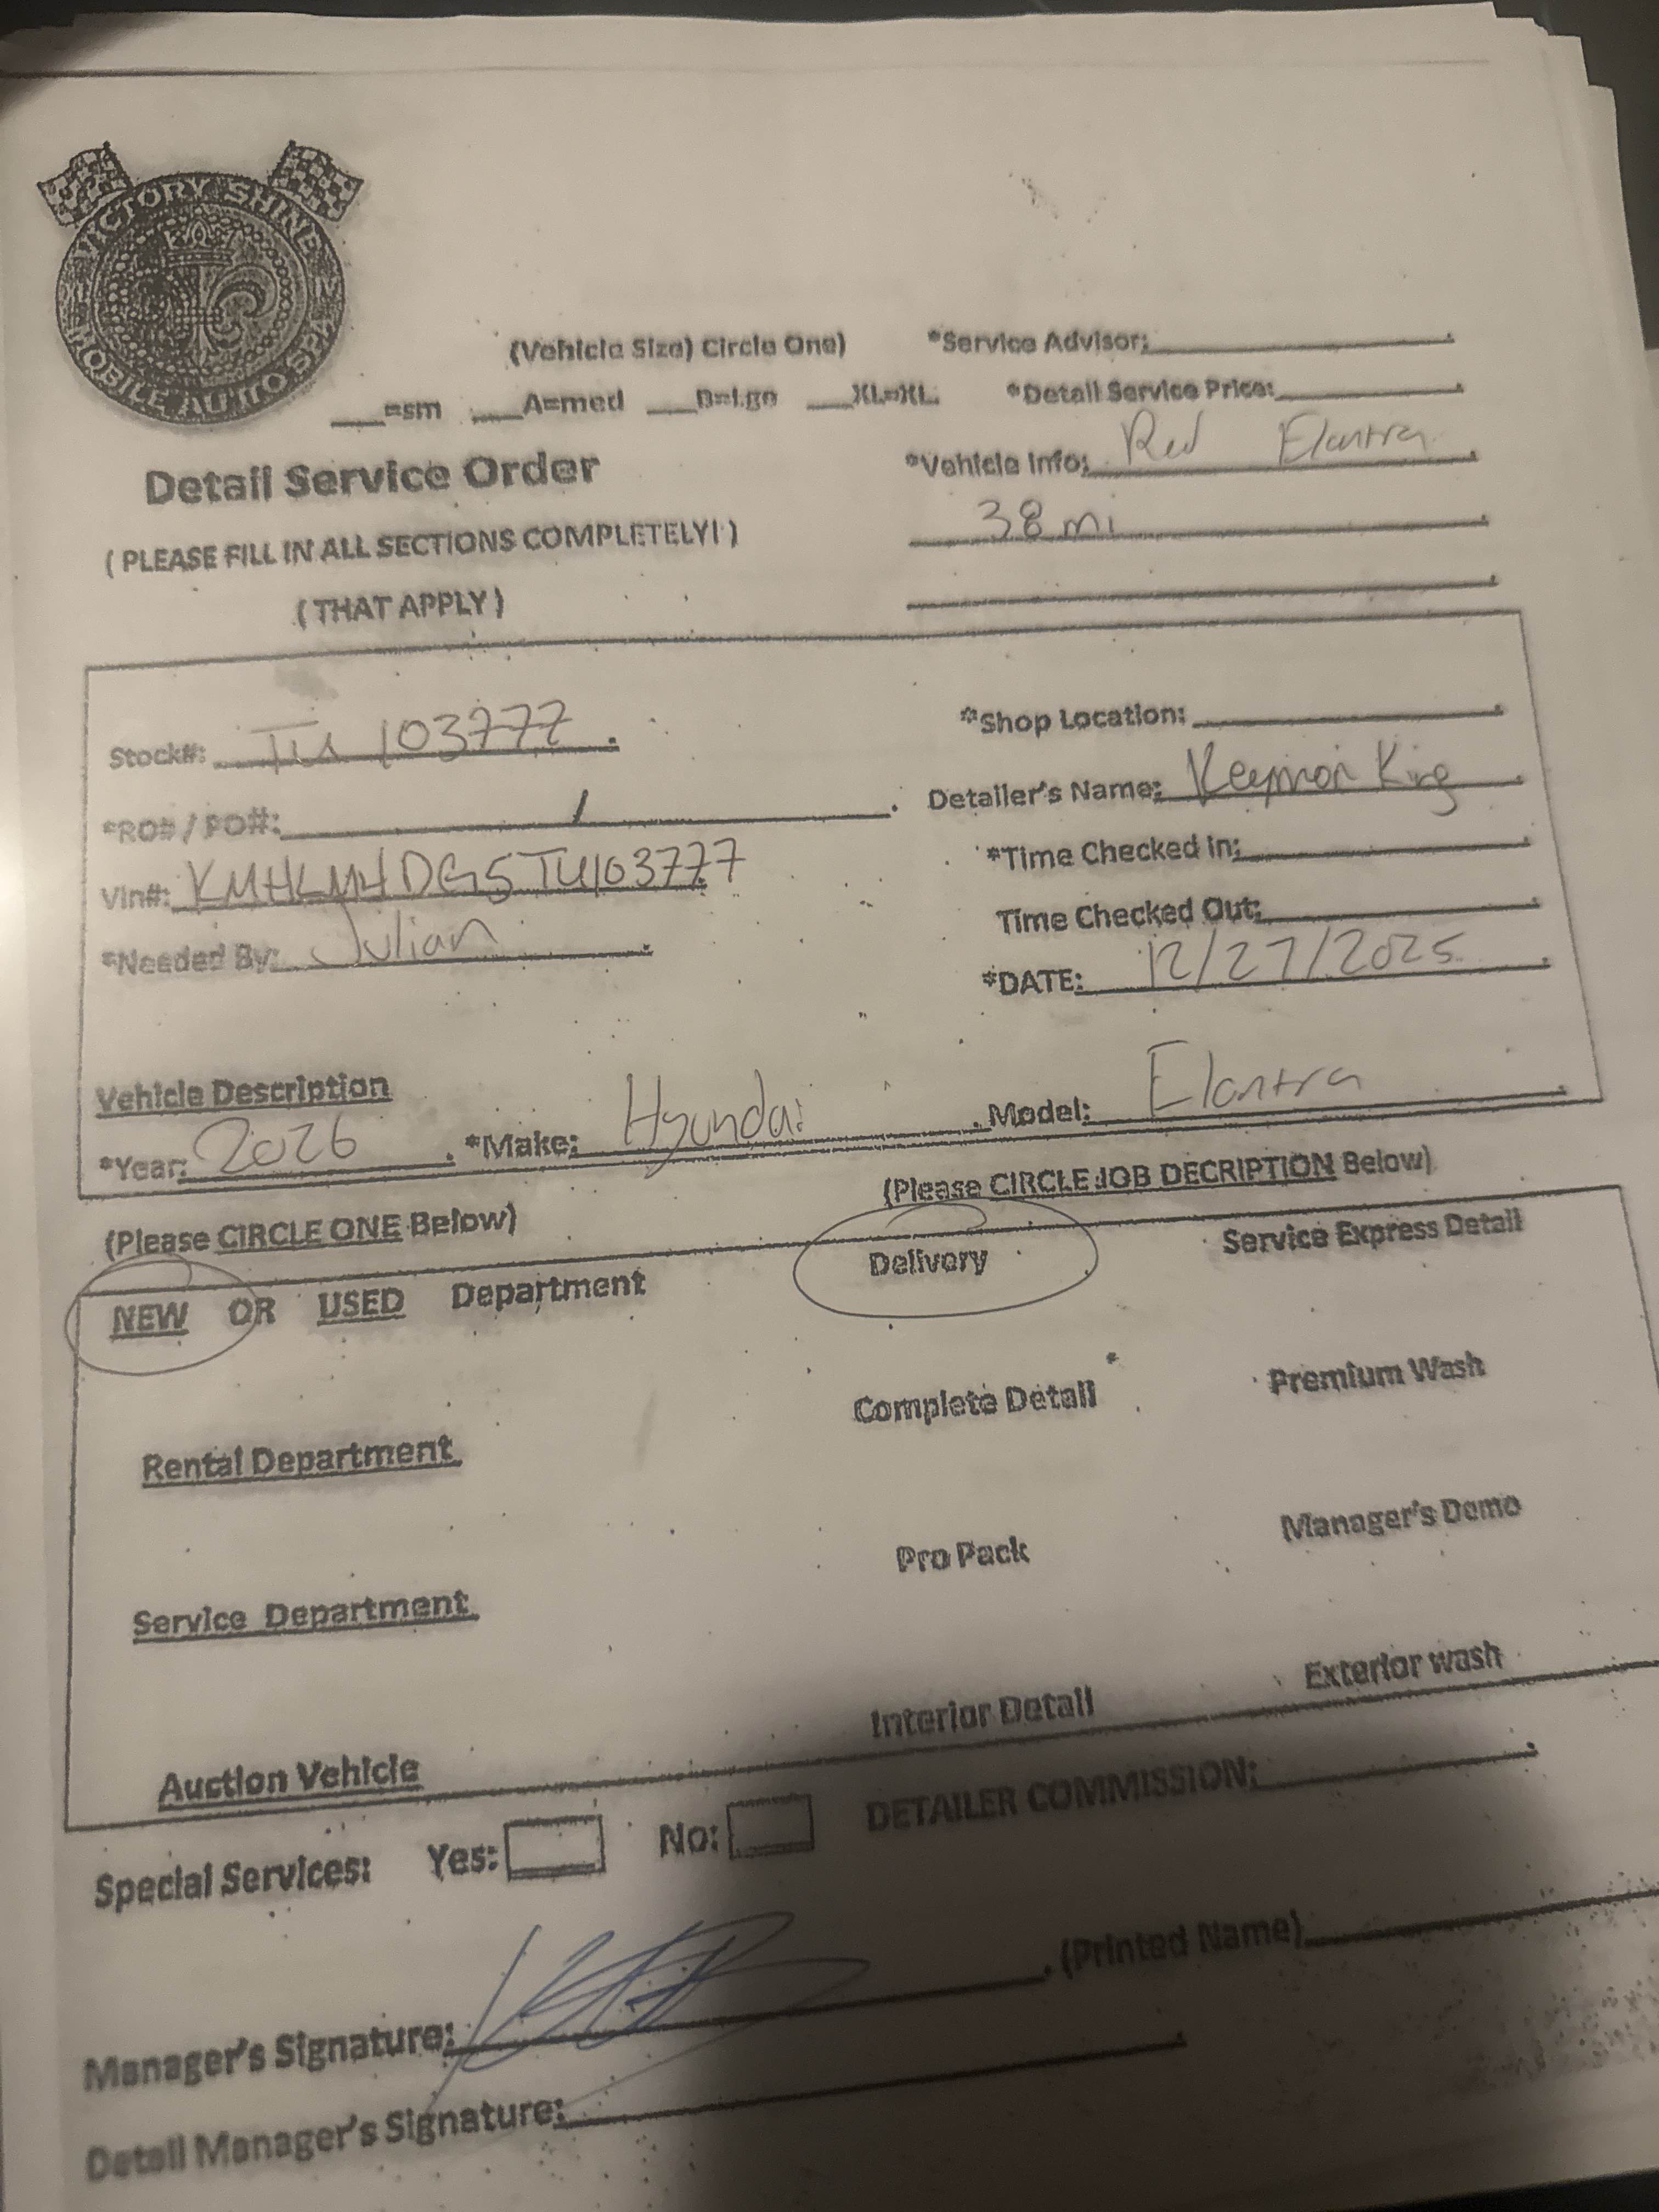 VICTORY SHINE
MOBILE AUTO SPA
(Vehicle Size) Circle One)
*Service Advisor:
=sm A=med B=Lge XL=XL.
*Detail Service Price:
Detail Service Order
*Vehicle Info: Red Elantra
( PLEASE FILL IN ALL SECTIONS COMPLETELY! )
38 mi
( THAT APPLY )
Stock#: 103777
*Shop Location:
*RO# / PO#: /
Detailer's Name: King
Vin#: KMHLM4DG5TU103777
*Time Checked In:
*Needed By: Julian
Time Checked Out:
*DATE: 12/27/2025
Vehicle Description
*Year: 2026 . *Make: Hyundai . Model: Elantra
(Please CIRCLE ONE Below)
(Please CIRCLE JOB DECRIPTION Below)
NEW OR USED Department
Delivery
Service Express Detail
Rental Department
Complete Detail
Premium Wash
Service Department
Pro Pack
Manager's Demo
Auction Vehicle
Interior Detail
Exterior wash
Special Services: Yes: No:
DETAILER COMMISSION:
Manager's Signature: . (Printed Name)
Detail Manager's Signature: